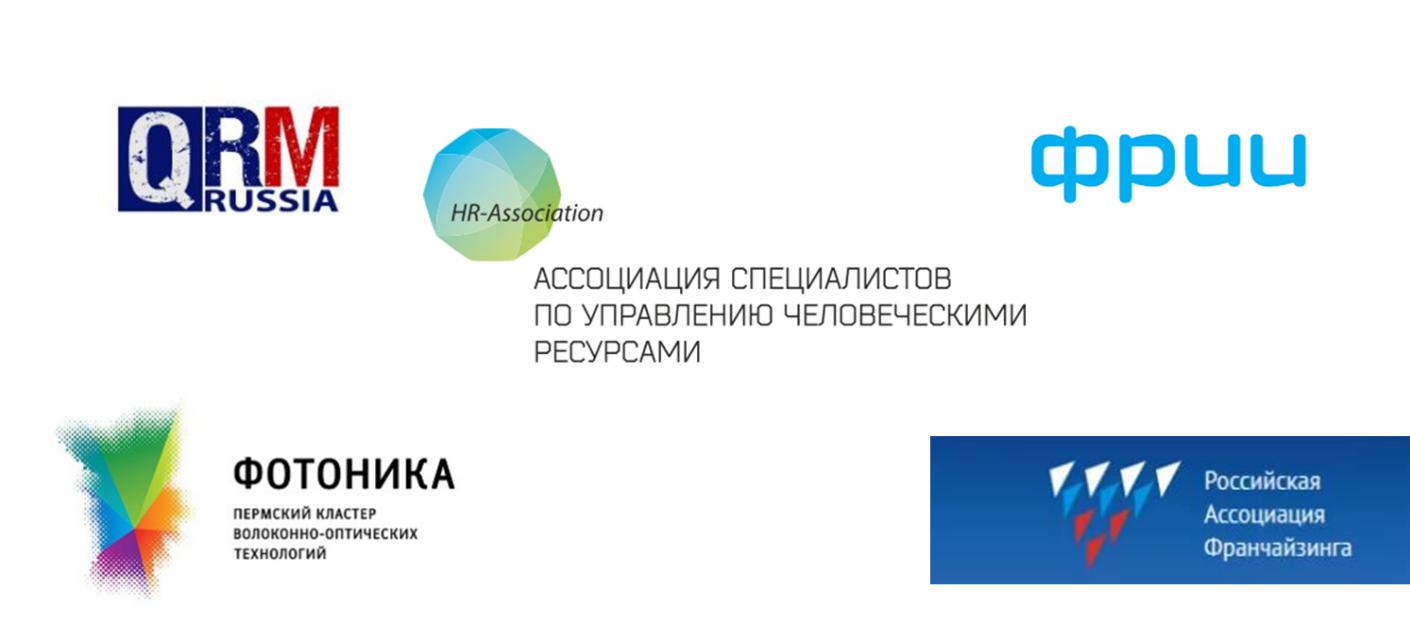 QRM
RUSSIA
HR-Association
АССОЦИАЦИЯ СПЕЦИАЛИСТОВ
ПО УПРАВЛЕНИЮ ЧЕЛОВЕЧЕСКИМИ
РЕСУРСАМИ
фрии
ФОТОНИКА
ПЕРМСКИЙ КЛАСТЕР
ВОЛОКОННО-ОПТИЧЕСКИХ
ТЕХНОЛОГИЙ
Российская
Ассоциация
Франчайзинга